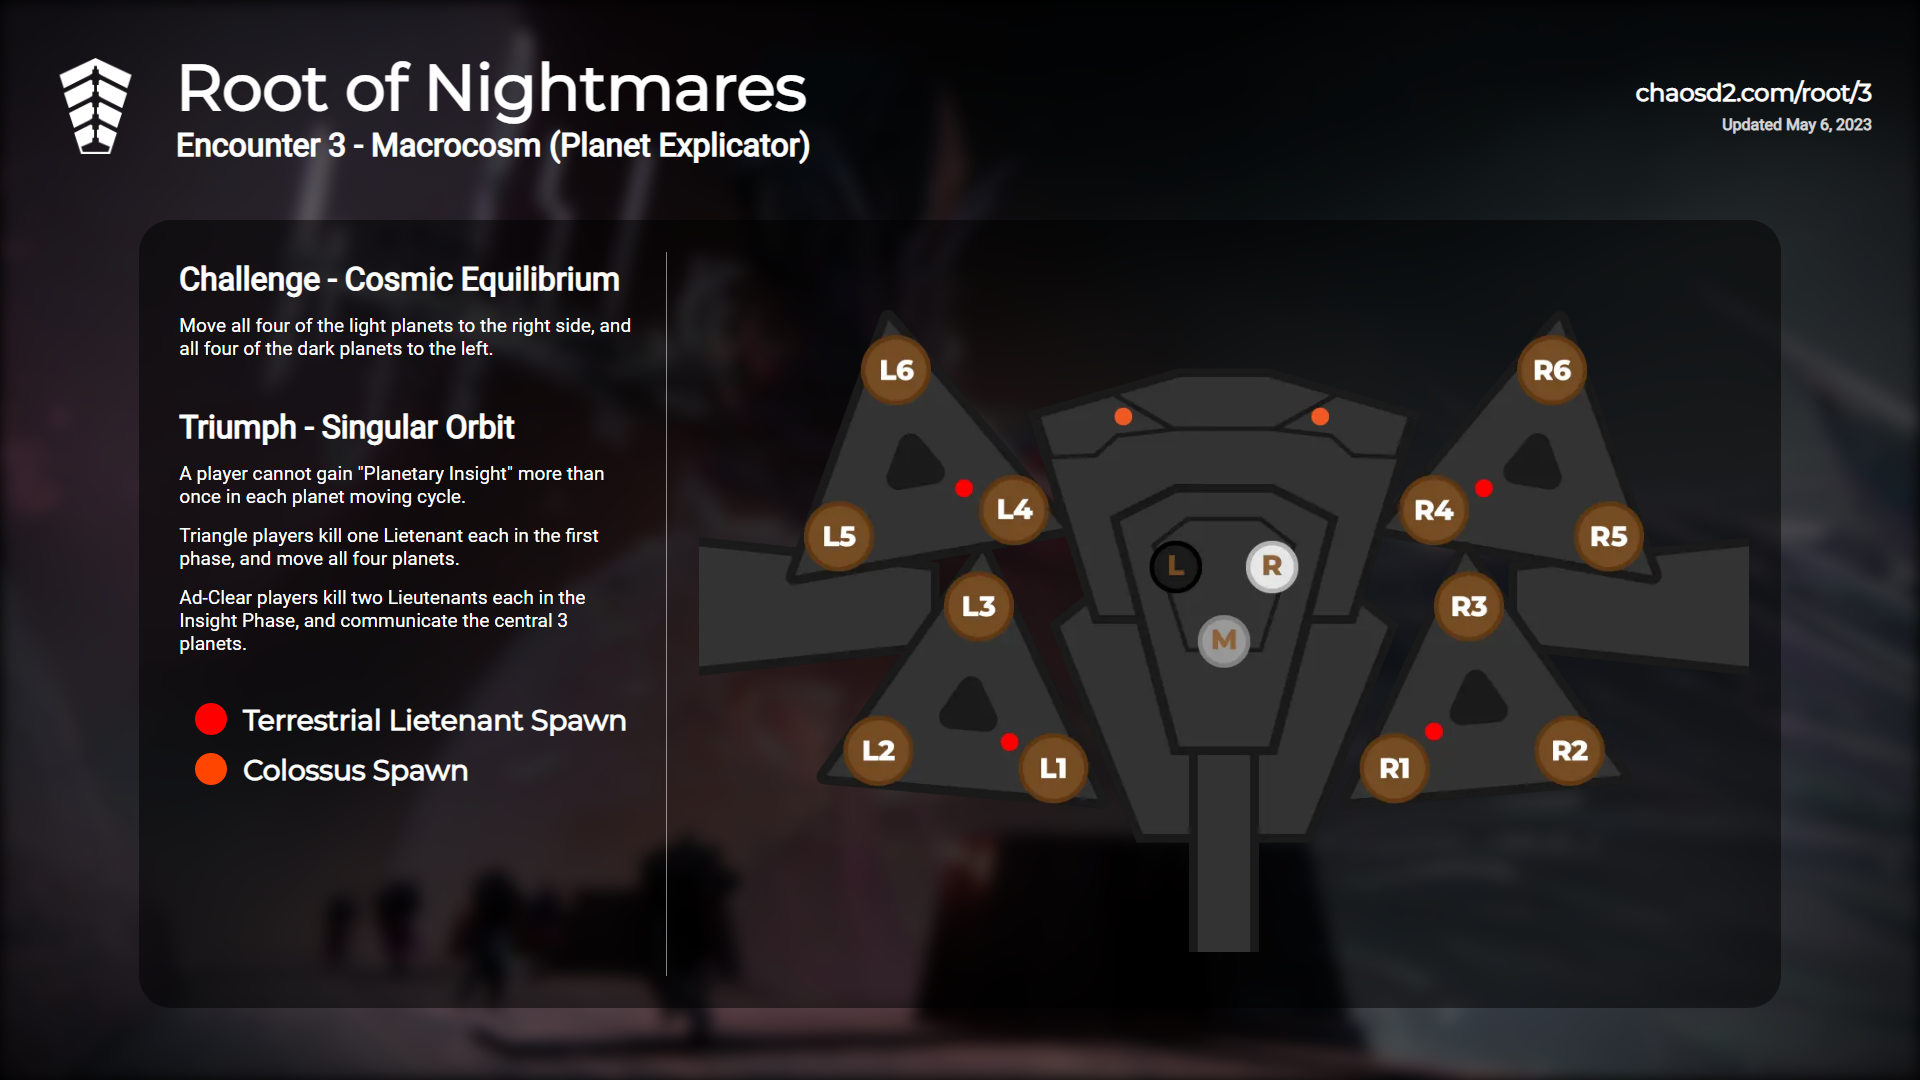 Root of Nightmares
Encounter 3 - Macrocosm (Planet Explicator)
chaosd2.com/root/3
Updated May 6, 2023
Challenge - Cosmic Equilibrium
Move all four of the light planets to the right side, and
all four of the dark planets to the left.
Triumph - Singular Orbit
A player cannot gain "Planetary Insight" more than
once in each planet moving cycle.
Triangle players kill one Lietenant each in the first
phase, and move all four planets.
Ad-Clear players kill two Lieutenants each in the
Insight Phase, and communicate the central 3
planets.
Terrestrial Lietenant Spawn
Colossus Spawn
L6
R6
L4
R4
L5
R5
L
R
L3
R3
M
L2
R2
L1
R1